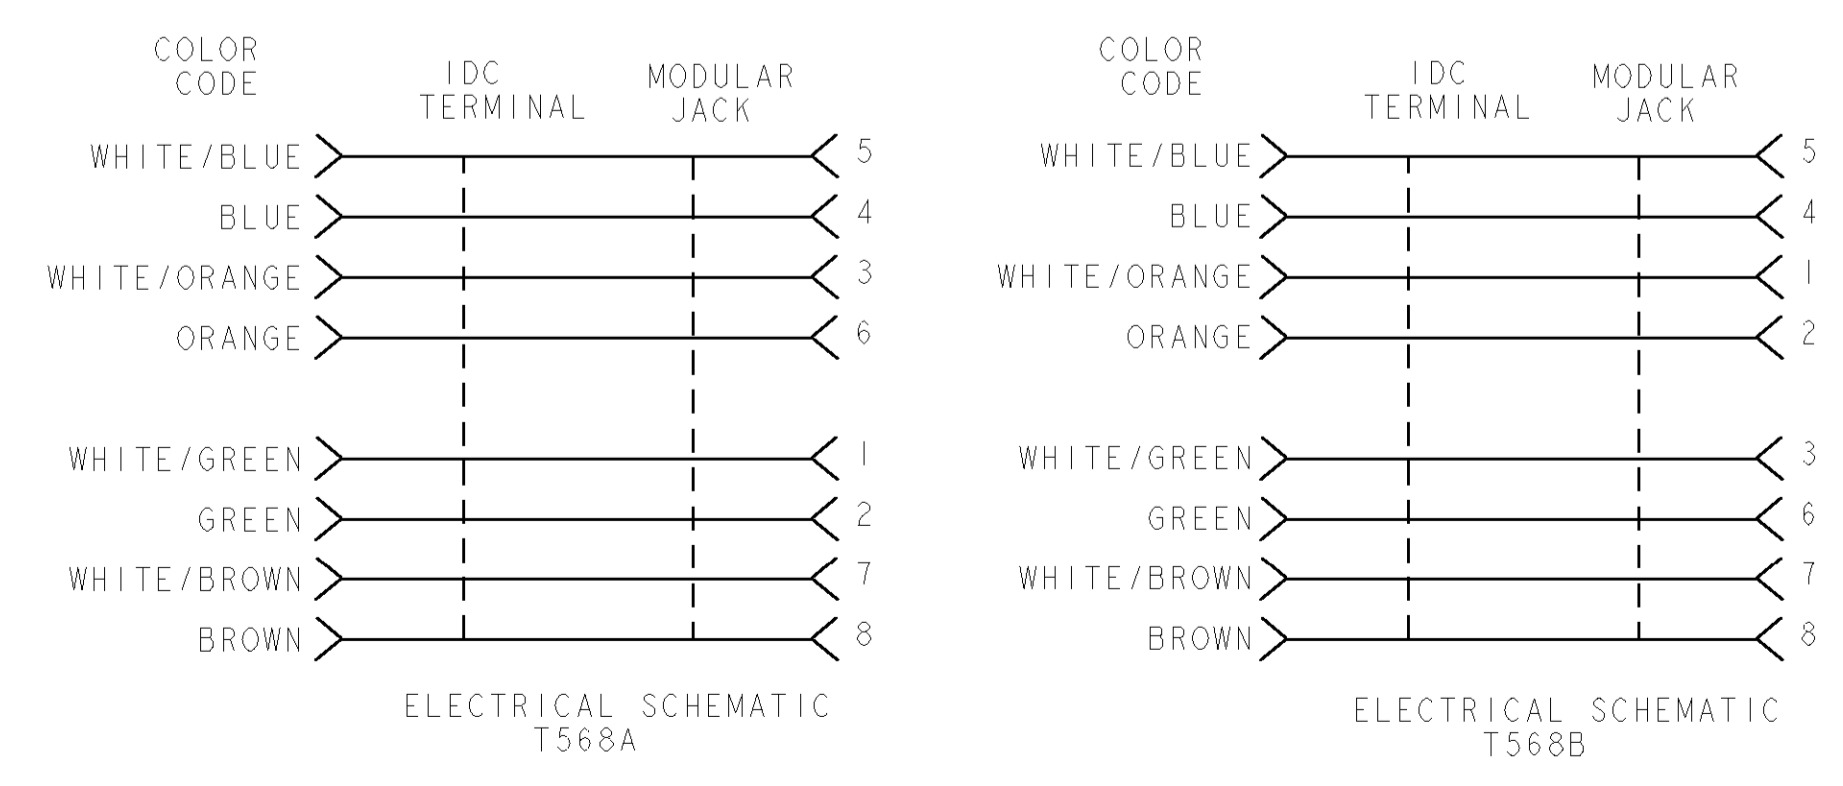 COLOR
CODE
IDC
TERMINAL
MODULAR
JACK
WHITE/BLUE 5
BLUE 4
WHITE/ORANGE 3
ORANGE 6
WHITE/GREEN 1
GREEN 2
WHITE/BROWN 7
BROWN 8
ELECTRICAL SCHEMATIC
T568A
COLOR
CODE
IDC
TERMINAL
MODULAR
JACK
WHITE/BLUE 5
BLUE 4
WHITE/ORANGE 1
ORANGE 2
WHITE/GREEN 3
GREEN 6
WHITE/BROWN 7
BROWN 8
ELECTRICAL SCHEMATIC
T568B